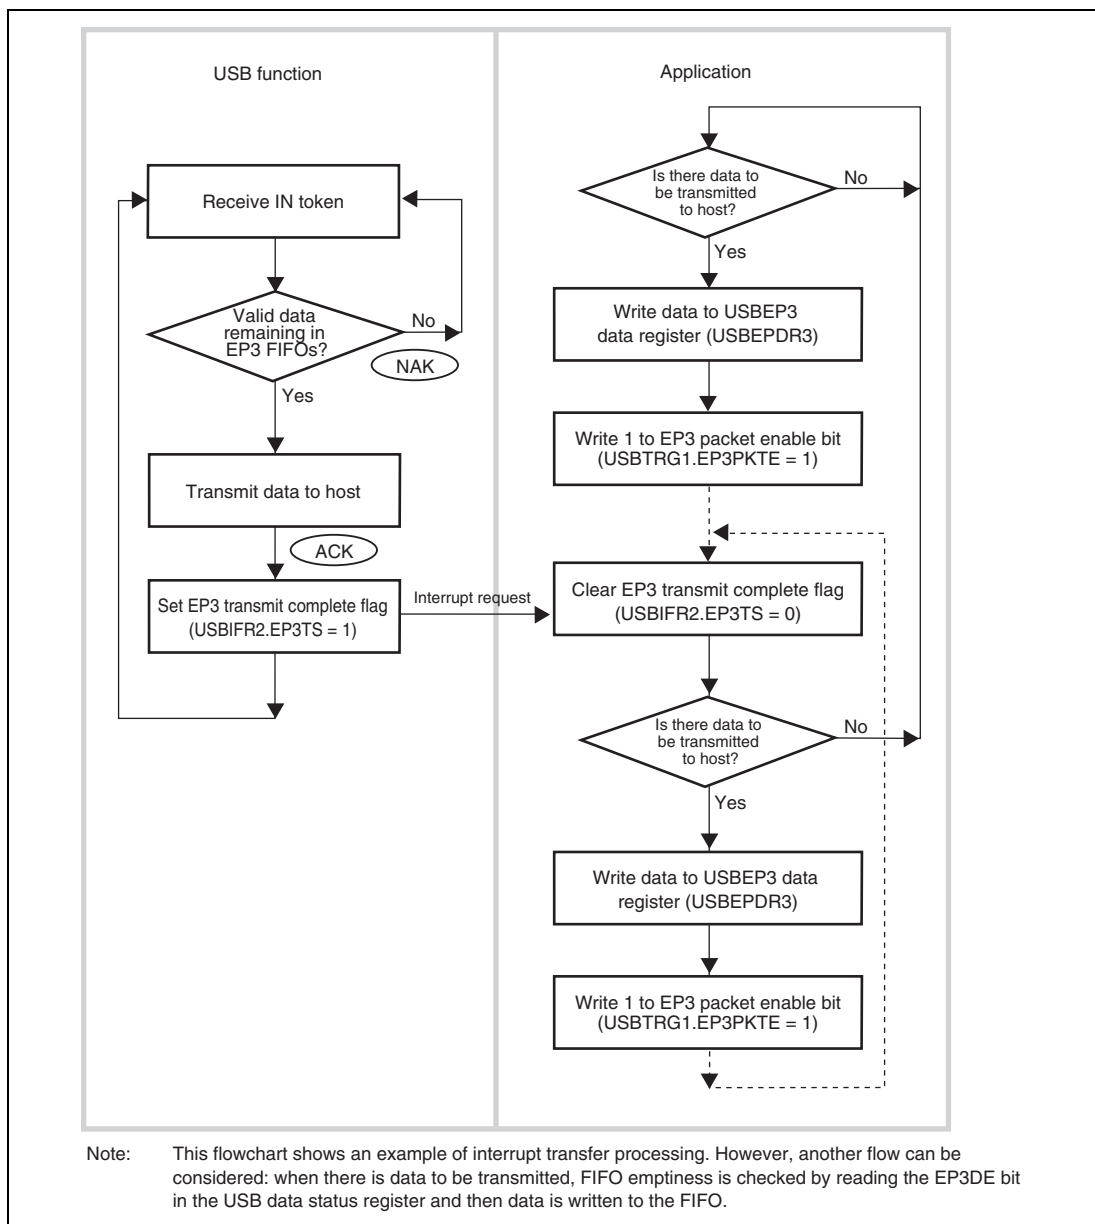 USB function
Receive IN token
Valid data
remaining in
EP3 FIFOs?
No
NAK
Yes
Transmit data to host
ACK
Set EP3 transmit complete flag
(USBIFR2.EP3TS = 1)
Interrupt request
Application
Is there data to
be transmitted
to host?
No
Yes
Write data to USBEP3
data register (USBEPDR3)
Write 1 to EP3 packet enable bit
(USBTRG1.EP3PKTE = 1)
Clear EP3 transmit complete flag
(USBIFR2.EP3TS = 0)
Is there data to
be transmitted
to host?
No
Yes
Write data to USBEP3 data
register (USBEPDR3)
Write 1 to EP3 packet enable bit
(USBTRG1.EP3PKTE = 1)
Note: This flowchart shows an example of interrupt transfer processing. However, another flow can be
considered: when there is data to be transmitted, FIFO emptiness is checked by reading the EP3DE bit
in the USB data status register and then data is written to the FIFO.